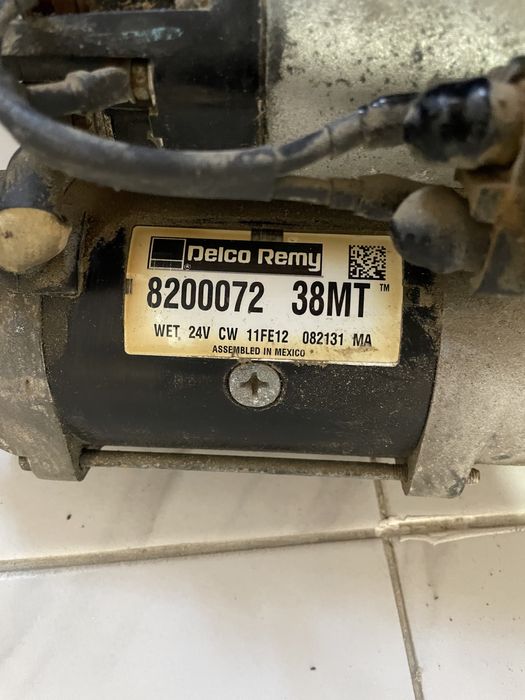 Delco Remy
®
8200072 38MT™
WET 24V CW 11FE12 082131 MA
ASSEMBLED IN MEXICO